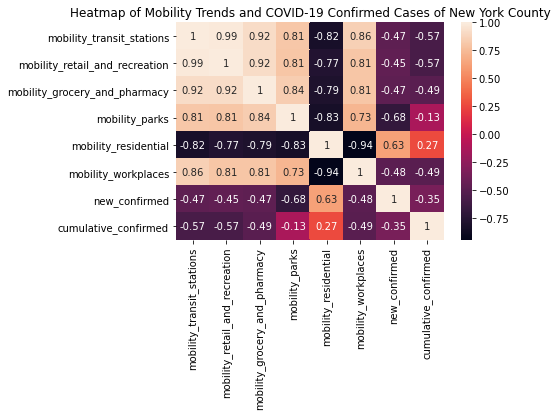 Heatmap of Mobility Trends and COVID-19 Confirmed Cases of New York County
mobility_transit_stations 1 0.99 0.92 0.81 -0.82 0.86 -0.47 -0.57
mobility_retail_and_recreation 0.99 1 0.92 0.81 -0.77 0.81 -0.45 -0.57
mobility_grocery_and_pharmacy 0.92 0.92 1 0.84 -0.79 0.81 -0.47 -0.49
mobility_parks 0.81 0.81 0.84 1 -0.83 0.73 -0.68 -0.13
mobility_residential -0.82 -0.77 -0.79 -0.83 1 -0.94 0.63 0.27
mobility_workplaces 0.86 0.81 0.81 0.73 -0.94 1 -0.48 -0.49
new_confirmed -0.47 -0.45 -0.47 -0.68 0.63 -0.48 1 -0.35
cumulative_confirmed -0.57 -0.57 -0.49 -0.13 0.27 -0.49 -0.35 1
mobility_transit_stations
mobility_retail_and_recreation
mobility_grocery_and_pharmacy
mobility_parks
mobility_residential
mobility_workplaces
new_confirmed
cumulative_confirmed
1.00
0.75
0.50
0.25
0.00
−0.25
−0.50
−0.75